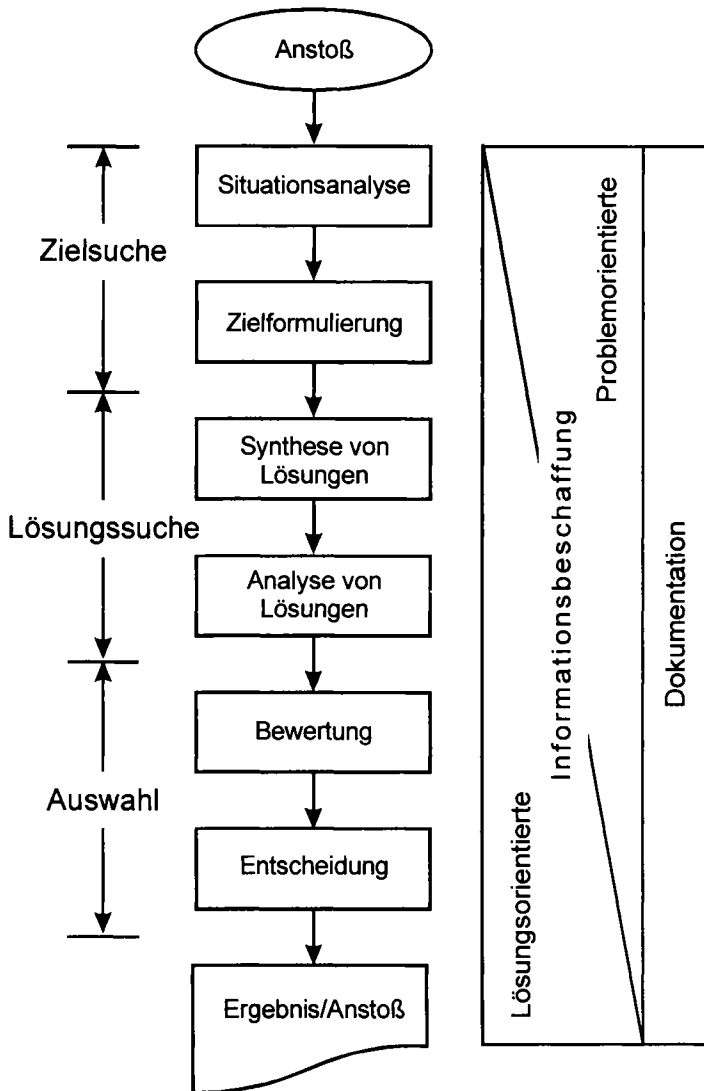 Anstoß
Situationsanalyse
Zielsuche
Zielformulierung
Synthese von
Lösungen
Lösungssuche
Analyse von
Lösungen
Bewertung
Auswahl
Entscheidung
Ergebnis/Anstoß
Problemorientierte
Informationsbeschaffung
Lösungsorientierte
Dokumentation